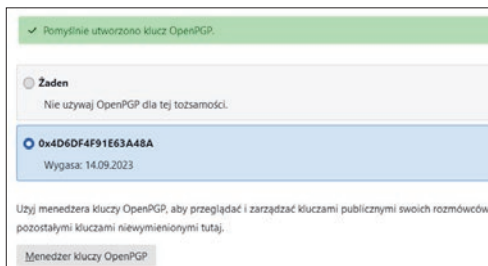 Pomyślnie utworzono klucz OpenPGP.
Żaden
Nie używaj OpenPGP dla tej tożsamości.
0x4D6DF4F91E63A48A
Wygasa: 14.09.2023
Użyj menedżera kluczy OpenPGP, aby przeglądać i zarządzać kluczami publicznymi swoich rozmówców
pozostałymi kluczami niewymienionymi tutaj.
Menedżer kluczy OpenPGP